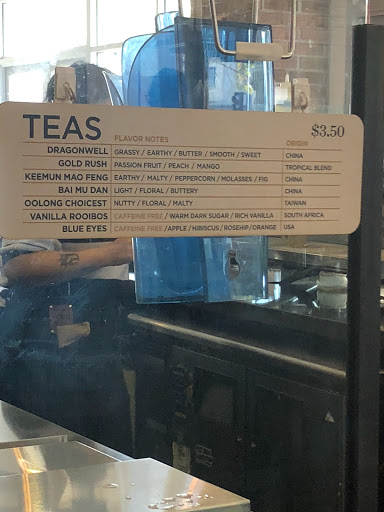 TEAS FLAVOR NOTES ORIGIN $3.50
DRAGONWELL GRASSY / EARTHY / BUTTER / SMOOTH / SWEET CHINA
GOLD RUSH PASSION FRUIT / PEACH / MANGO TROPICAL BLEND
KEEMUN MAO FENG EARTHY / MALTY / PEPPERCORN / MOLASSES / FIG CHINA
BAI MU DAN LIGHT / FLORAL / BUTTERY CHINA
OOLONG CHOICEST NUTTY / FLORAL / MALTY TAIWAN
VANILLA ROOIBOS CAFFEINE FREE / WARM DARK SUGAR / RICH VANILLA SOUTH AFRICA
BLUE EYES CAFFEINE FREE / APPLE / HIBISCUS / ROSEHIP / ORANGE USA